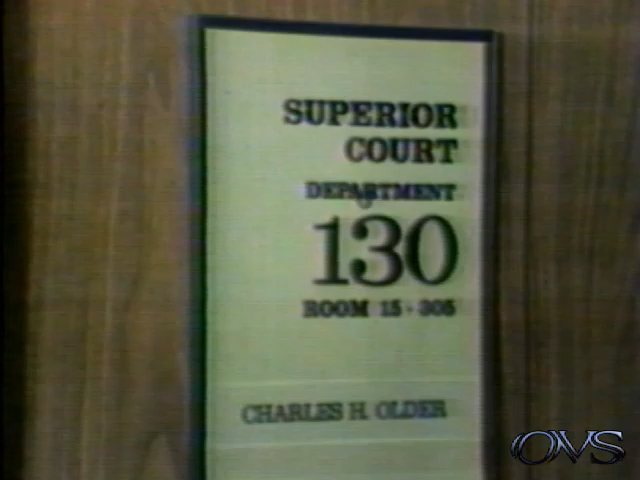 SUPERIOR
COURT
DEPARTMENT
130
ROOM 15-305
CHARLES H. OLDER
OVS